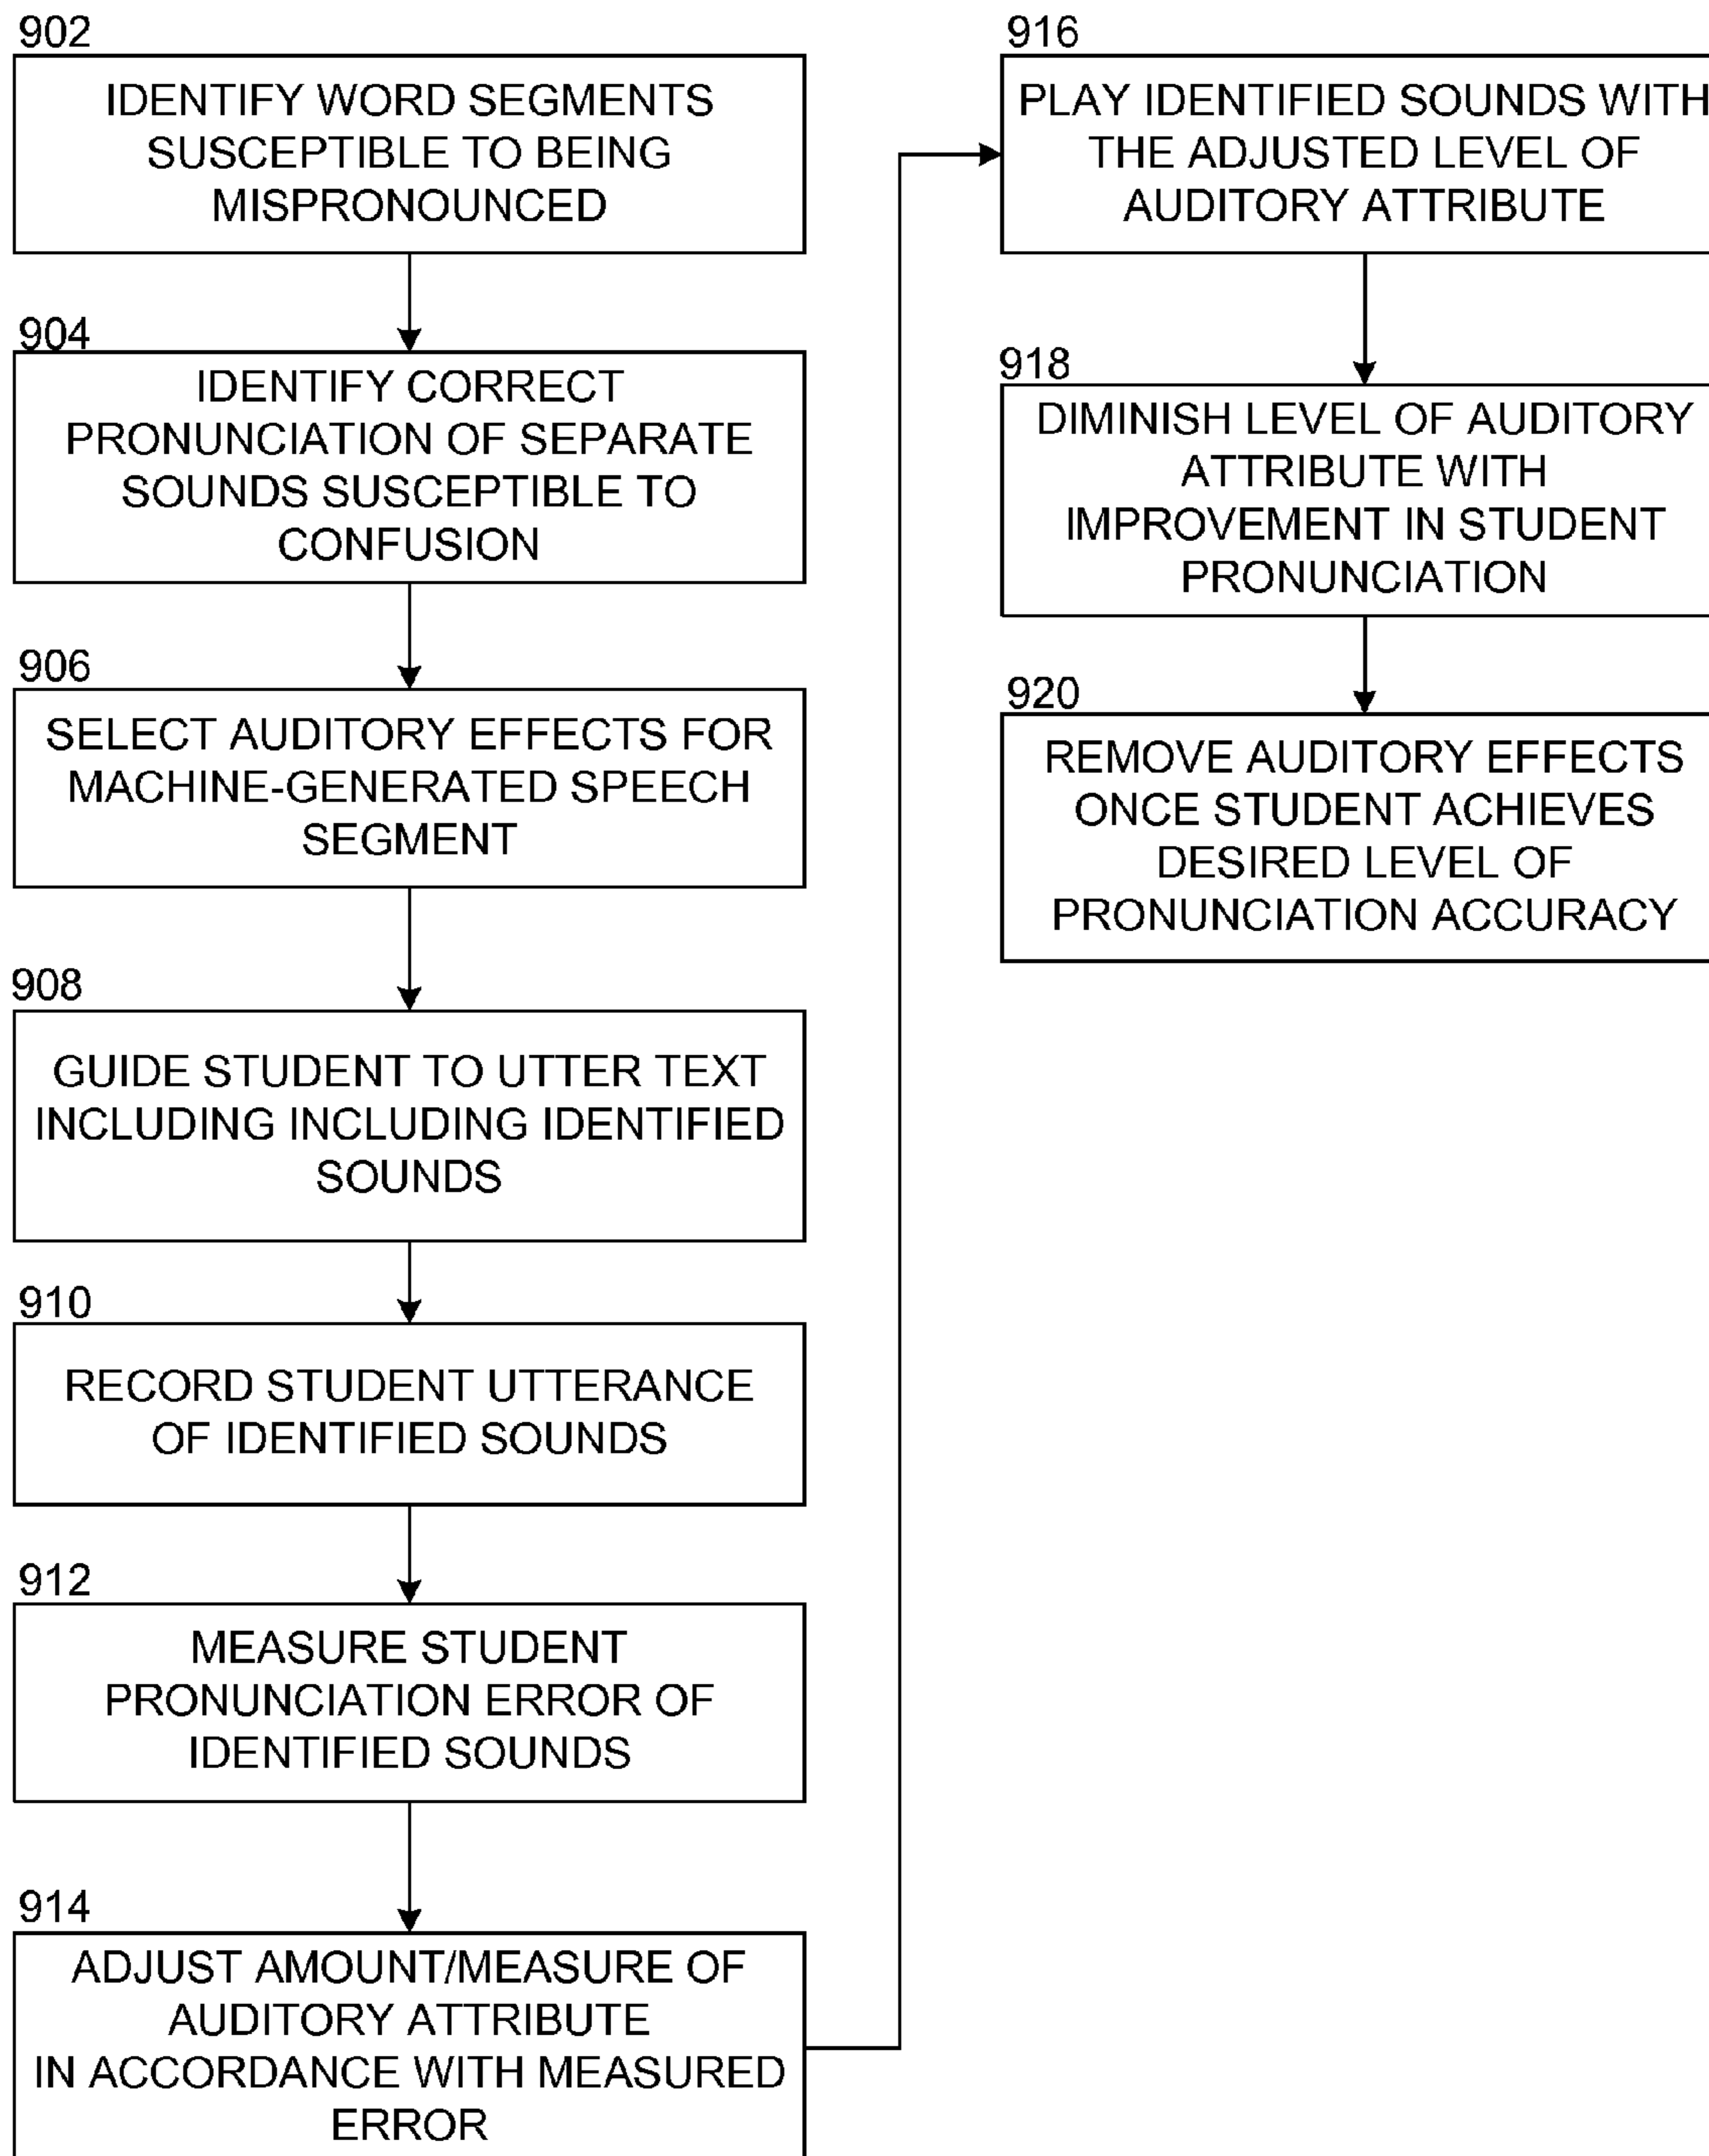 902
IDENTIFY WORD SEGMENTS
SUSCEPTIBLE TO BEING
MISPRONOUNCED
904
IDENTIFY CORRECT
PRONUNCIATION OF SEPARATE
SOUNDS SUSCEPTIBLE TO
CONFUSION
906
SELECT AUDITORY EFFECTS FOR
MACHINE-GENERATED SPEECH
SEGMENT
908
GUIDE STUDENT TO UTTER TEXT
INCLUDING INCLUDING IDENTIFIED
SOUNDS
910
RECORD STUDENT UTTERANCE
OF IDENTIFIED SOUNDS
912
MEASURE STUDENT
PRONUNCIATION ERROR OF
IDENTIFIED SOUNDS
914
ADJUST AMOUNT/MEASURE OF
AUDITORY ATTRIBUTE
IN ACCORDANCE WITH MEASURED
ERROR
916
PLAY IDENTIFIED SOUNDS WITH
THE ADJUSTED LEVEL OF
AUDITORY ATTRIBUTE
918
DIMINISH LEVEL OF AUDITORY
ATTRIBUTE WITH
IMPROVEMENT IN STUDENT
PRONUNCIATION
920
REMOVE AUDITORY EFFECTS
ONCE STUDENT ACHIEVES
DESIRED LEVEL OF
PRONUNCIATION ACCURACY